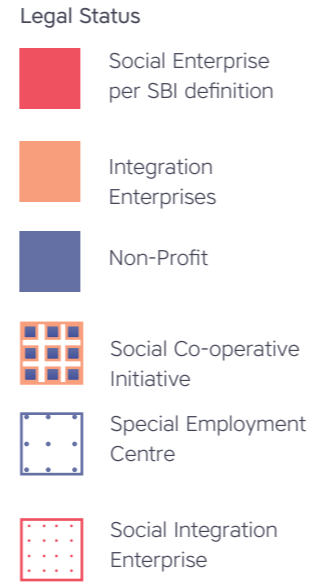 Legal Status
Social Enterprise
per SBI definition
Integration
Enterprises
Non-Profit
Social Co-operative
Initiative
Special Employment
Centre
Social Integration
Enterprise